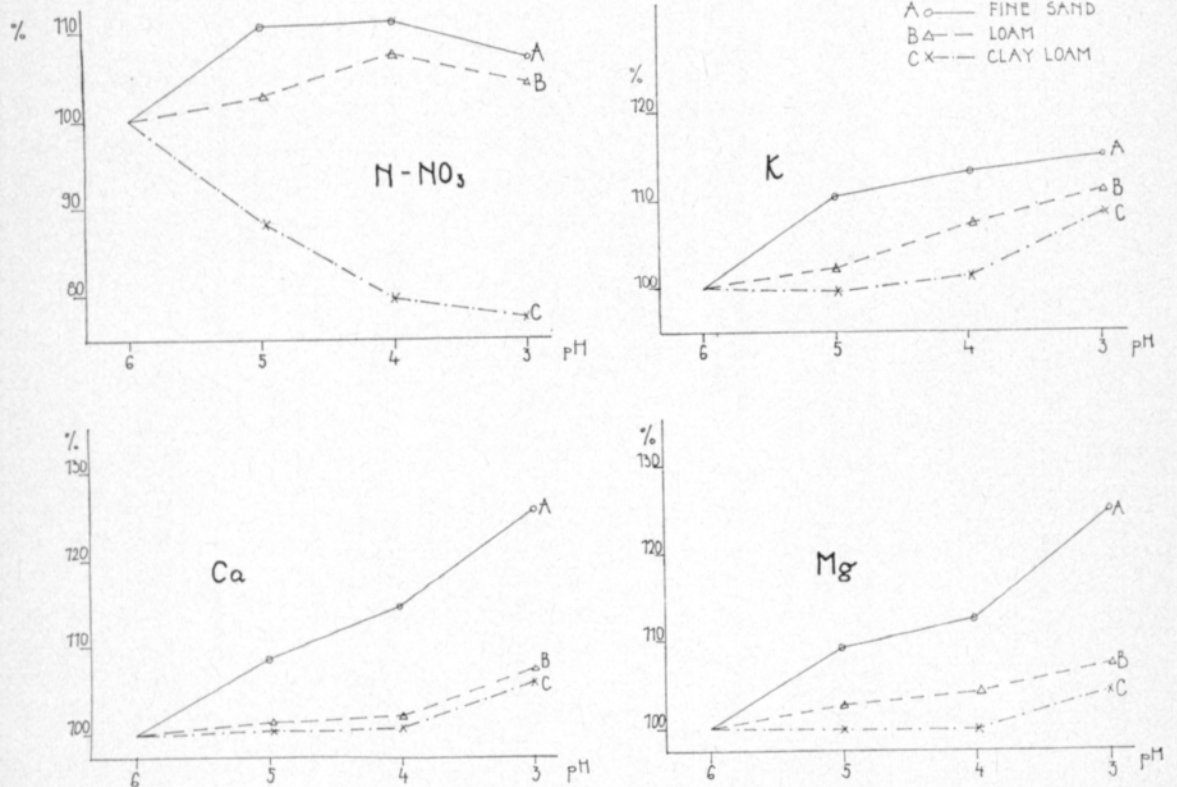 A FINE SAND
B LOAM
C CLAY LOAM
%
110
100
90
80
N-NO₃
A
B
C
6 5 4 3 pH
%
120
110
100
K
A
B
C
6 5 4 3 pH
%
130
120
110
100
Ca
A
B
C
6 5 4 3 pH
%
130
120
110
100
Mg
A
B
C
6 5 4 3 pH